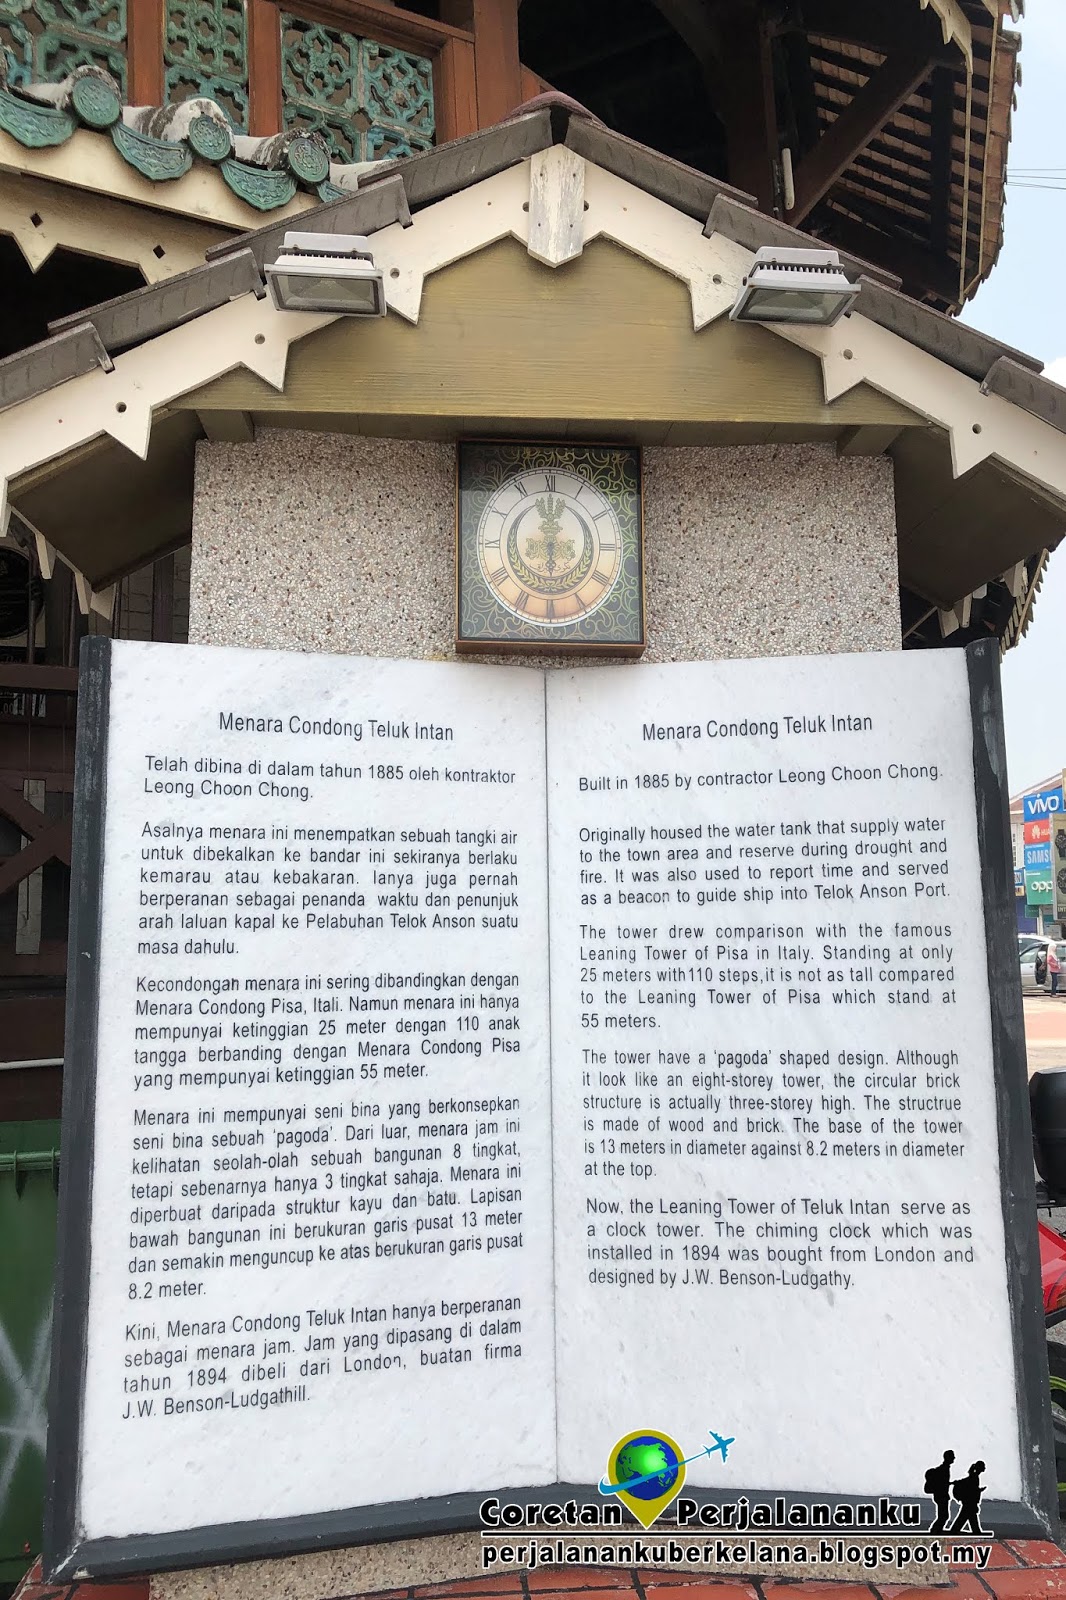 XII
Menara Condong Teluk Intan
Telah dibina di dalam tahun 1885 oleh kontraktor
Leong Choon Chong.
Asalnya menara ini menempatkan sebuah tangki air
untuk dibekalkan ke bandar ini sekiranya berlaku
kemarau atau kebakaran. Ianya juga pernah
berperanan sebagai penanda waktu dan penunjuk
arah laluan kapal ke Pelabuhan Telok Anson suatu
masa dahulu.
Kecondongan menara ini sering dibandingkan dengan
Menara Condong Pisa, Itali. Namun menara ini hanya
mempunyai ketinggian 25 meter dengan 110 anak
tangga berbanding dengan Menara Condong Pisa
yang mempunyai ketinggian 55 meter.
Menara ini mempunyai seni bina yang berkonsepkan
seni bina sebuah ‘pagoda’. Dari luar, menara jam ini
kelihatan seolah-olah sebuah bangunan 8 tingkat,
tetapi sebenarnya hanya 3 tingkat sahaja. Menara ini
diperbuat daripada struktur kayu dan batu. Lapisan
bawah bangunan ini berukuran garis pusat 13 meter
dan semakin menguncup ke atas berukuran garis pusat
8.2 meter.
Kini, Menara Condong Teluk Intan hanya berperanan
sebagai menara jam. Jam yang dipasang di dalam
tahun 1894 dibeli dari London, buatan firma
J.W. Benson-Ludgathill.
Menara Condong Teluk Intan
Built in 1885 by contractor Leong Choon Chong.
Originally housed the water tank that supply water
to the town area and reserve during drought and
fire. It was also used to report time and served
as a beacon to guide ship into Telok Anson Port.
The tower drew comparison with the famous
Leaning Tower of Pisa in Italy. Standing at only
25 meters with 110 steps,it is not as tall compared
to the Leaning Tower of Pisa which stand at
55 meters.
The tower have a ‘pagoda’ shaped design. Although
it look like an eight-storey tower, the circular brick
structure is actually three-storey high. The structrue
is made of wood and brick. The base of the tower
is 13 meters in diameter against 8.2 meters in diameter
at the top.
Now, the Leaning Tower of Teluk Intan serve as
a clock tower. The chiming clock which was
installed in 1894 was bought from London and
designed by J.W. Benson-Ludgathy.
vivo
oppo
Coretan Perjalananku
perjalanankuberkelana.blogspot.my